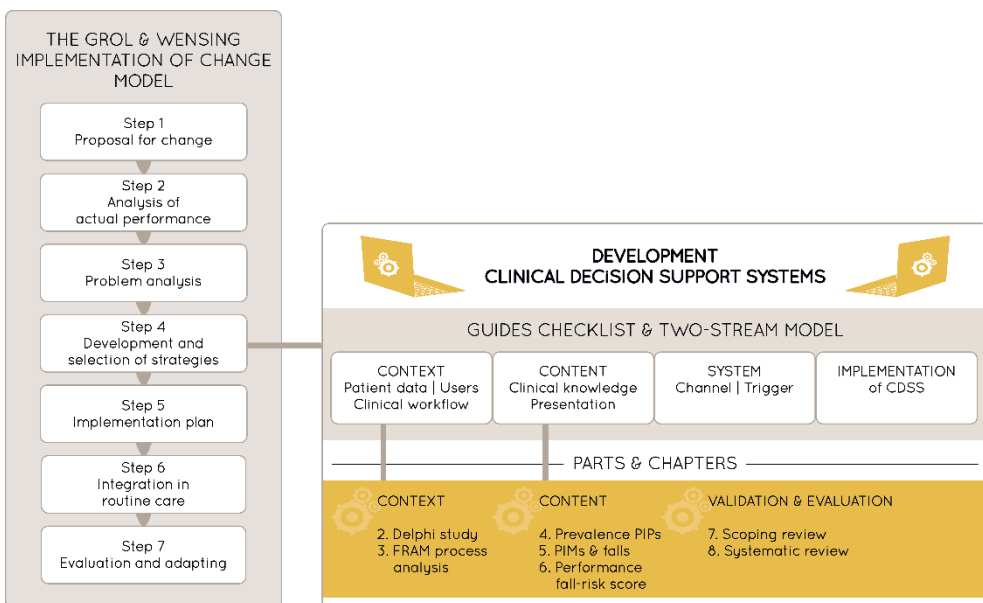 THE GROL & WENSING
IMPLEMENTATION OF CHANGE
MODEL
Step 1
Proposal for change
Step 2
Analysis of
actual performance
Step 3
Problem analysis
Step 4
Development and
selection of strategies
Step 5
Implementation plan
Step 6
Integration in
routine care
Step 7
Evaluation and adapting
DEVELOPMENT
CLINICAL DECISION SUPPORT SYSTEMS
GUIDES CHECKLIST & TWO-STREAM MODEL
CONTEXT
Patient data | Users
Clinical workflow
CONTENT
Clinical knowledge
Presentation
SYSTEM
Channel | Trigger
IMPLEMENTATION
of CDSS
PARTS & CHAPTERS
CONTEXT
2. Delphi study
3. FRAM process
analysis
CONTENT
4. Prevalence PIPs
5. PIMs & falls
6. Performance
fall-risk score
VALIDATION & EVALUATION
7. Scoping review
8. Systematic review